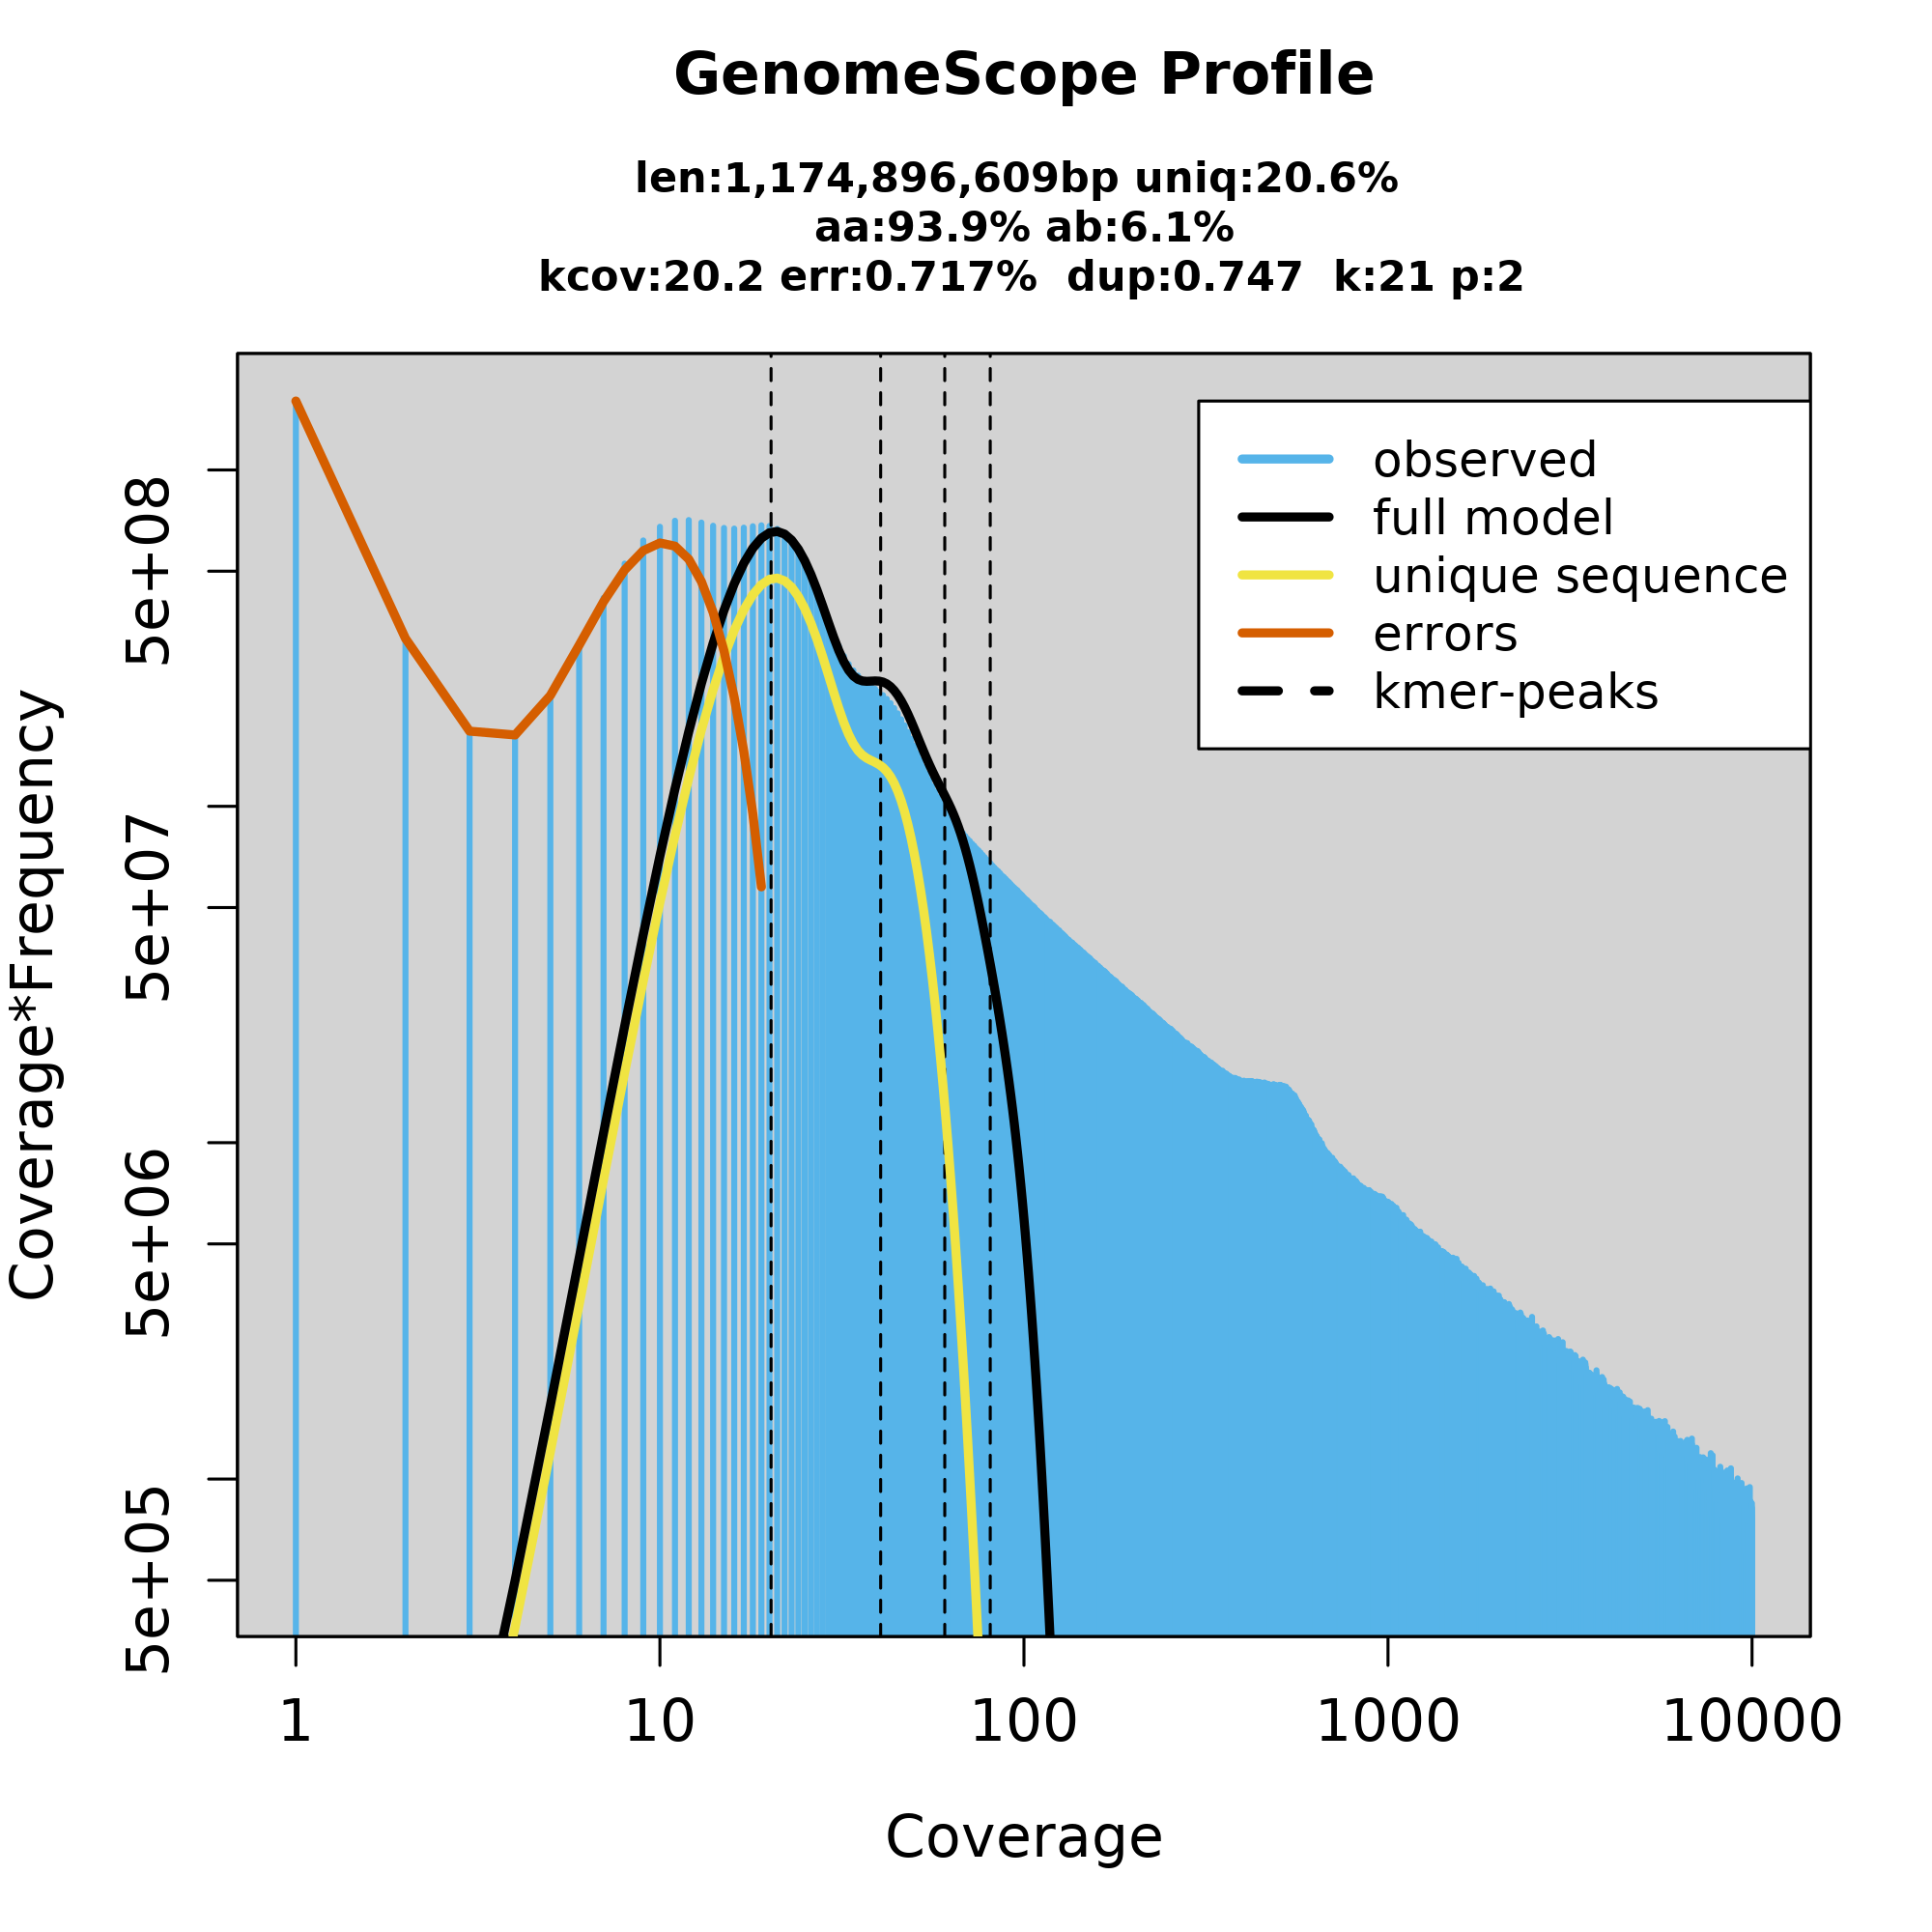 GenomeScope Profile
len:1,174,896,609bp uniq:20.6%
aa:93.9% ab:6.1%
kcov:20.2 err:0.717% dup:0.747 k:21 p:2
observed
full model
unique sequence
errors
kmer-peaks
Coverage*Frequency
5e+08
5e+07
5e+06
5e+05
1 10 100 1000 10000
Coverage